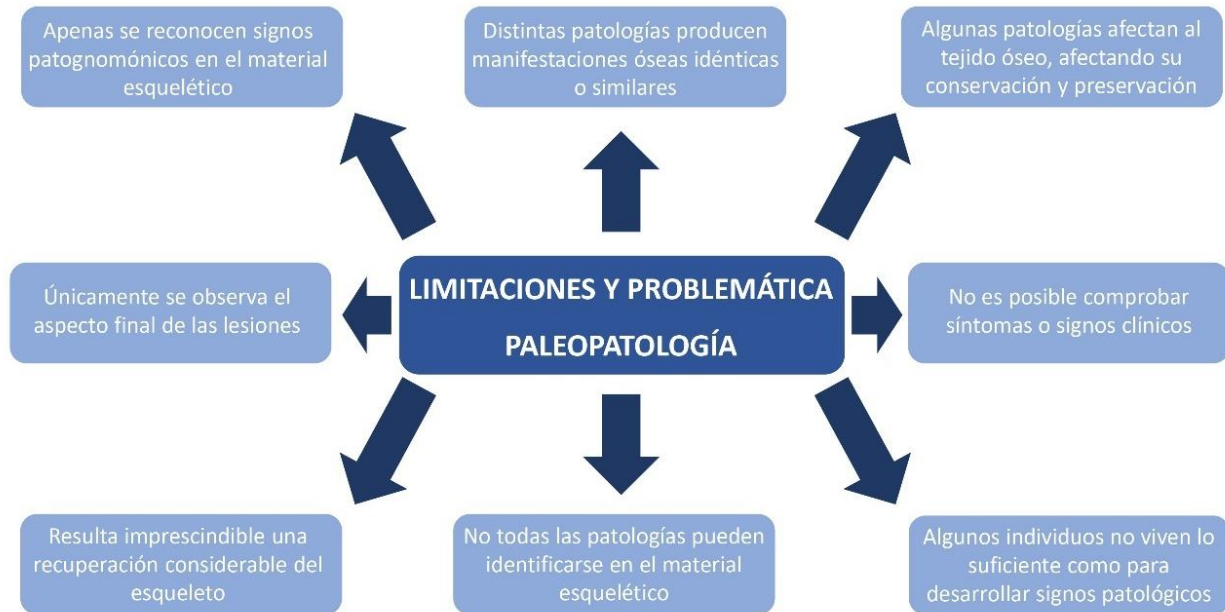 Apenas se reconocen signos
patognomónicos en el material
esquelético
Distintas patologías producen
manifestaciones óseas idénticas
o similares
Algunas patologías afectan al
tejido óseo, afectando su
conservación y preservación
Únicamente se observa el
aspecto final de las lesiones
LIMITACIONES Y PROBLEMÁTICA
PALEOPATOLOGÍA
No es posible comprobar
síntomas o signos clínicos
Resulta imprescindible una
recuperación considerable del
esqueleto
No todas las patologías pueden
identificarse en el material
esquelético
Algunos individuos no viven lo
suficiente como para
desarrollar signos patológicos